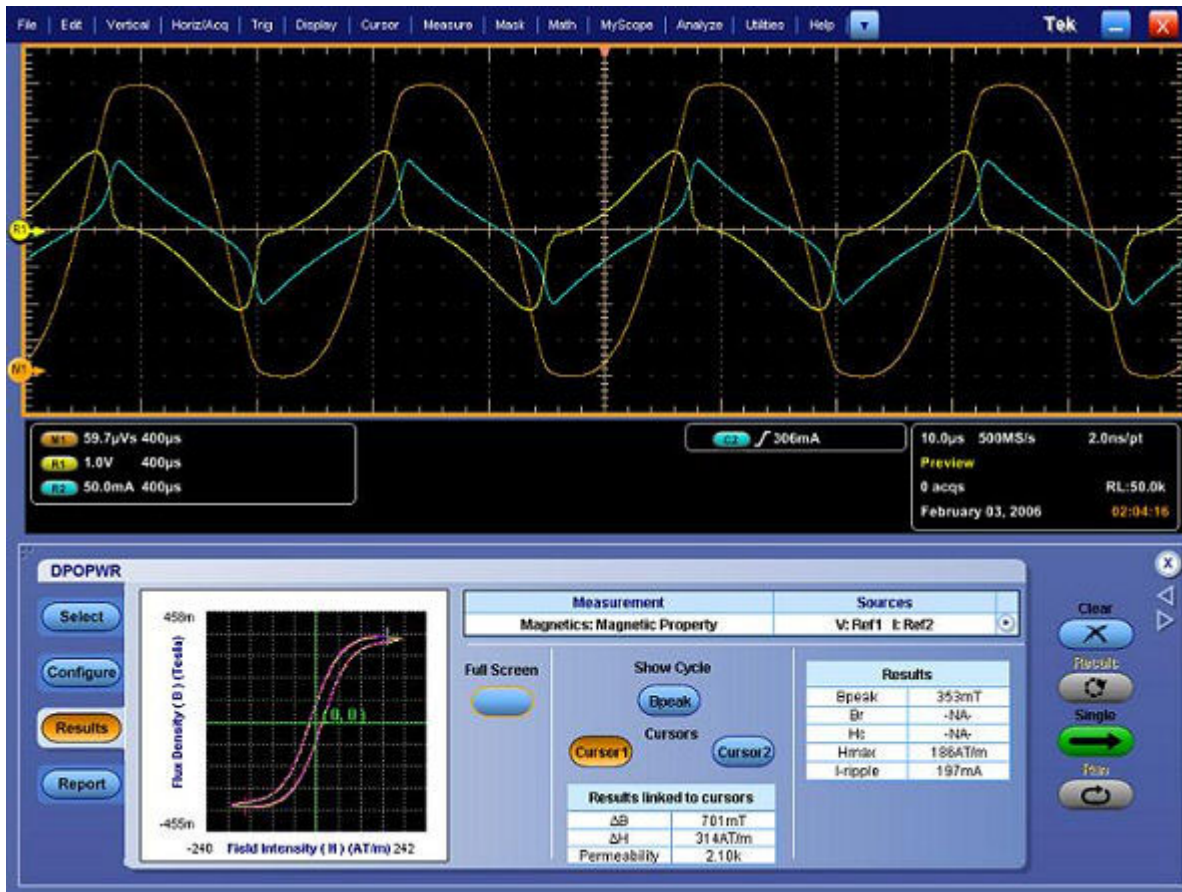 File | Edit | Vertical | Horiz/Acq | Trig | Display | Cursor | Measure | Mask | Math | MyScope | Analyze | Utilities | Help
Tek
X
R1
M1
M1 59.7µVs 400µs
R1 1.0V 400µs
R2 50.0mA 400µs
C2 306mA
10.0µs 500MS/s 2.0ns/pt
Preview
0 acqs RL:50.0k
February 03, 2006 02:04:16
DPOPWR
Select
Configure
Results
Report
458m
Flux Density ( B ) (Tesla)
(0, 0)
-455m
-240 Field Intensity ( H ) (AT/m) 242
Measurement Sources
Magnetics: Magnetic Property V: Ref1 I: Ref2
Full Screen
Show Cycle
Bpeak
Cursors
Cursor1 Cursor2
Results linked to cursors
ΔB 701mT
ΔH 314AT/m
Permeability 2.10k
Results
Bpeak 353mT
Br -NA-
Hc -NA-
Hmax 186AT/m
I-ripple 197mA
X
Clear
Recalc
Single
Run